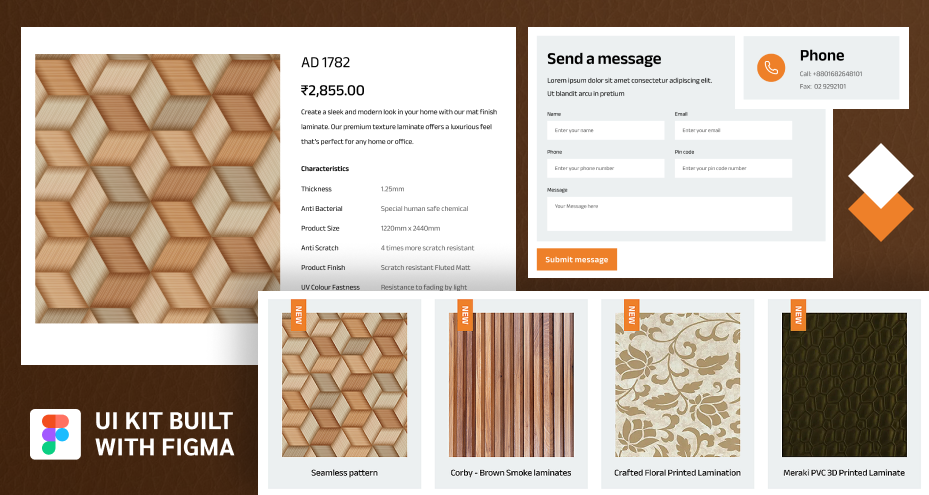 AD 1782
₹2,855.00
Create a sleek and modern look in your home with our mat finish
laminate. Our premium texture laminate offers a luxurious feel
that's perfect for any home or office.
Characteristics
Thickness 1.25mm
Anti Bacterial Special human safe chemical
Product Size 1220mm x 2440mm
Anti Scratch 4 times more scratch resistant
Product Finish Scratch resistant Fluted Matt
UV Colour Fastness Resistance to fading by light
Send a message
Lorem ipsum dolor sit amet consectetur adipiscing elit.
Ut blandit arcu in pretium
Name Email
Enter your name Enter your email
Phone Pin code
Enter your phone number Enter your pin code number
Message
Your Message here
Submit message
Phone
Call: +8801682648101
Fax: 02 9292101
NEW NEW NEW NEW
Seamless pattern
Corby - Brown Smoke laminates
Crafted Floral Printed Lamination
Meraki PVC 3D Printed Laminate
UI KIT BUILT
WITH FIGMA